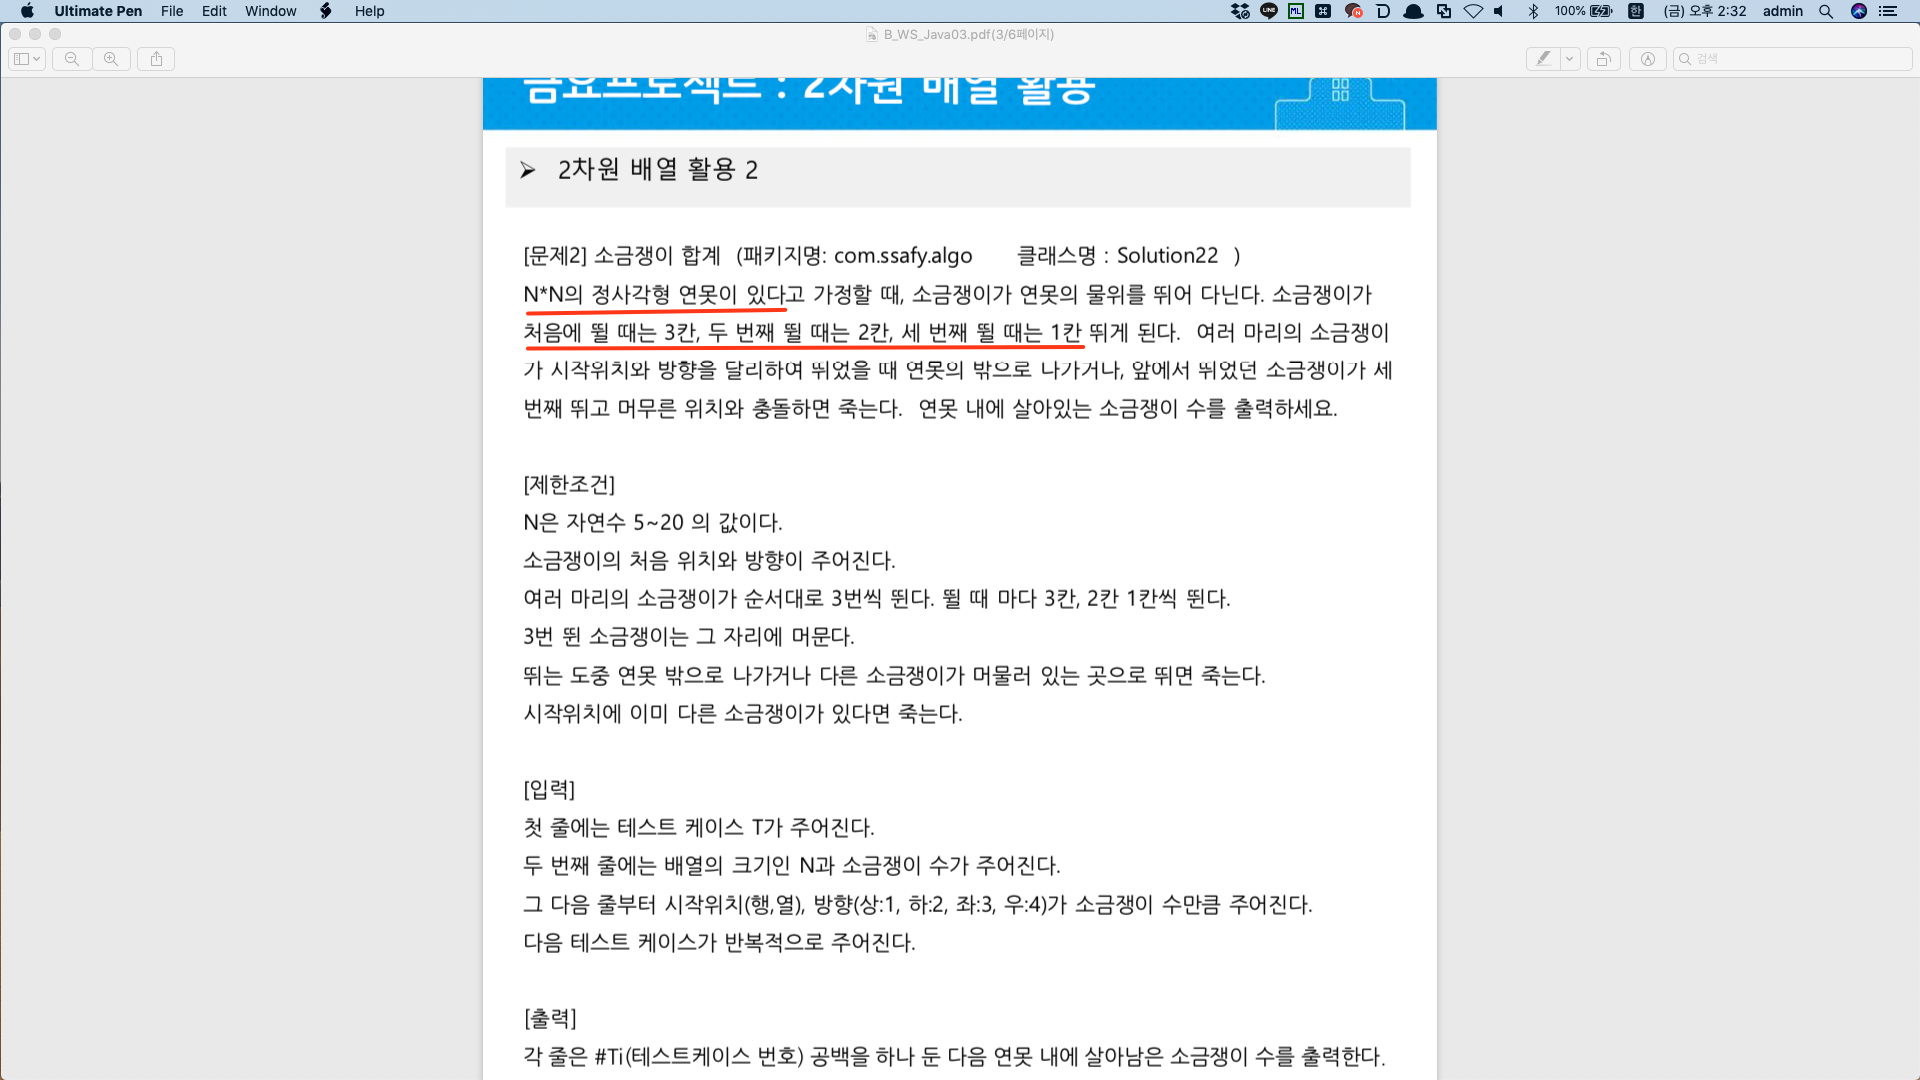 Ultimate Pen File Edit Window Help 100% 한 (금) 오후 2:32 admin
B_WS_Java03.pdf(3/6페이지)
검색
금요프로젝트 : 2차원 배열 활용
➢ 2차원 배열 활용 2
[문제2] 소금쟁이 합계 (패키지명: com.ssafy.algo 클래스명 : Solution22 )
N*N의 정사각형 연못이 있다고 가정할 때, 소금쟁이가 연못의 물위를 뛰어 다닌다. 소금쟁이가
처음에 뛸 때는 3칸, 두 번째 뛸 때는 2칸, 세 번째 뛸 때는 1칸 뛰게 된다. 여러 마리의 소금쟁이
가 시작위치와 방향을 달리하여 뛰었을 때 연못의 밖으로 나가거나, 앞에서 뛰었던 소금쟁이가 세
번째 뛰고 머무른 위치와 충돌하면 죽는다. 연못 내에 살아있는 소금쟁이 수를 출력하세요.
[제한조건]
N은 자연수 5~20 의 값이다.
소금쟁이의 처음 위치와 방향이 주어진다.
여러 마리의 소금쟁이가 순서대로 3번씩 뛴다. 뛸 때 마다 3칸, 2칸 1칸씩 뛴다.
3번 뛴 소금쟁이는 그 자리에 머문다.
뛰는 도중 연못 밖으로 나가거나 다른 소금쟁이가 머물러 있는 곳으로 뛰면 죽는다.
시작위치에 이미 다른 소금쟁이가 있다면 죽는다.
[입력]
첫 줄에는 테스트 케이스 T가 주어진다.
두 번째 줄에는 배열의 크기인 N과 소금쟁이 수가 주어진다.
그 다음 줄부터 시작위치(행,열), 방향(상:1, 하:2, 좌:3, 우:4)가 소금쟁이 수만큼 주어진다.
다음 테스트 케이스가 반복적으로 주어진다.
[출력]
각 줄은 #Ti(테스트케이스 번호) 공백을 하나 둔 다음 연못 내에 살아남은 소금쟁이 수를 출력한다.